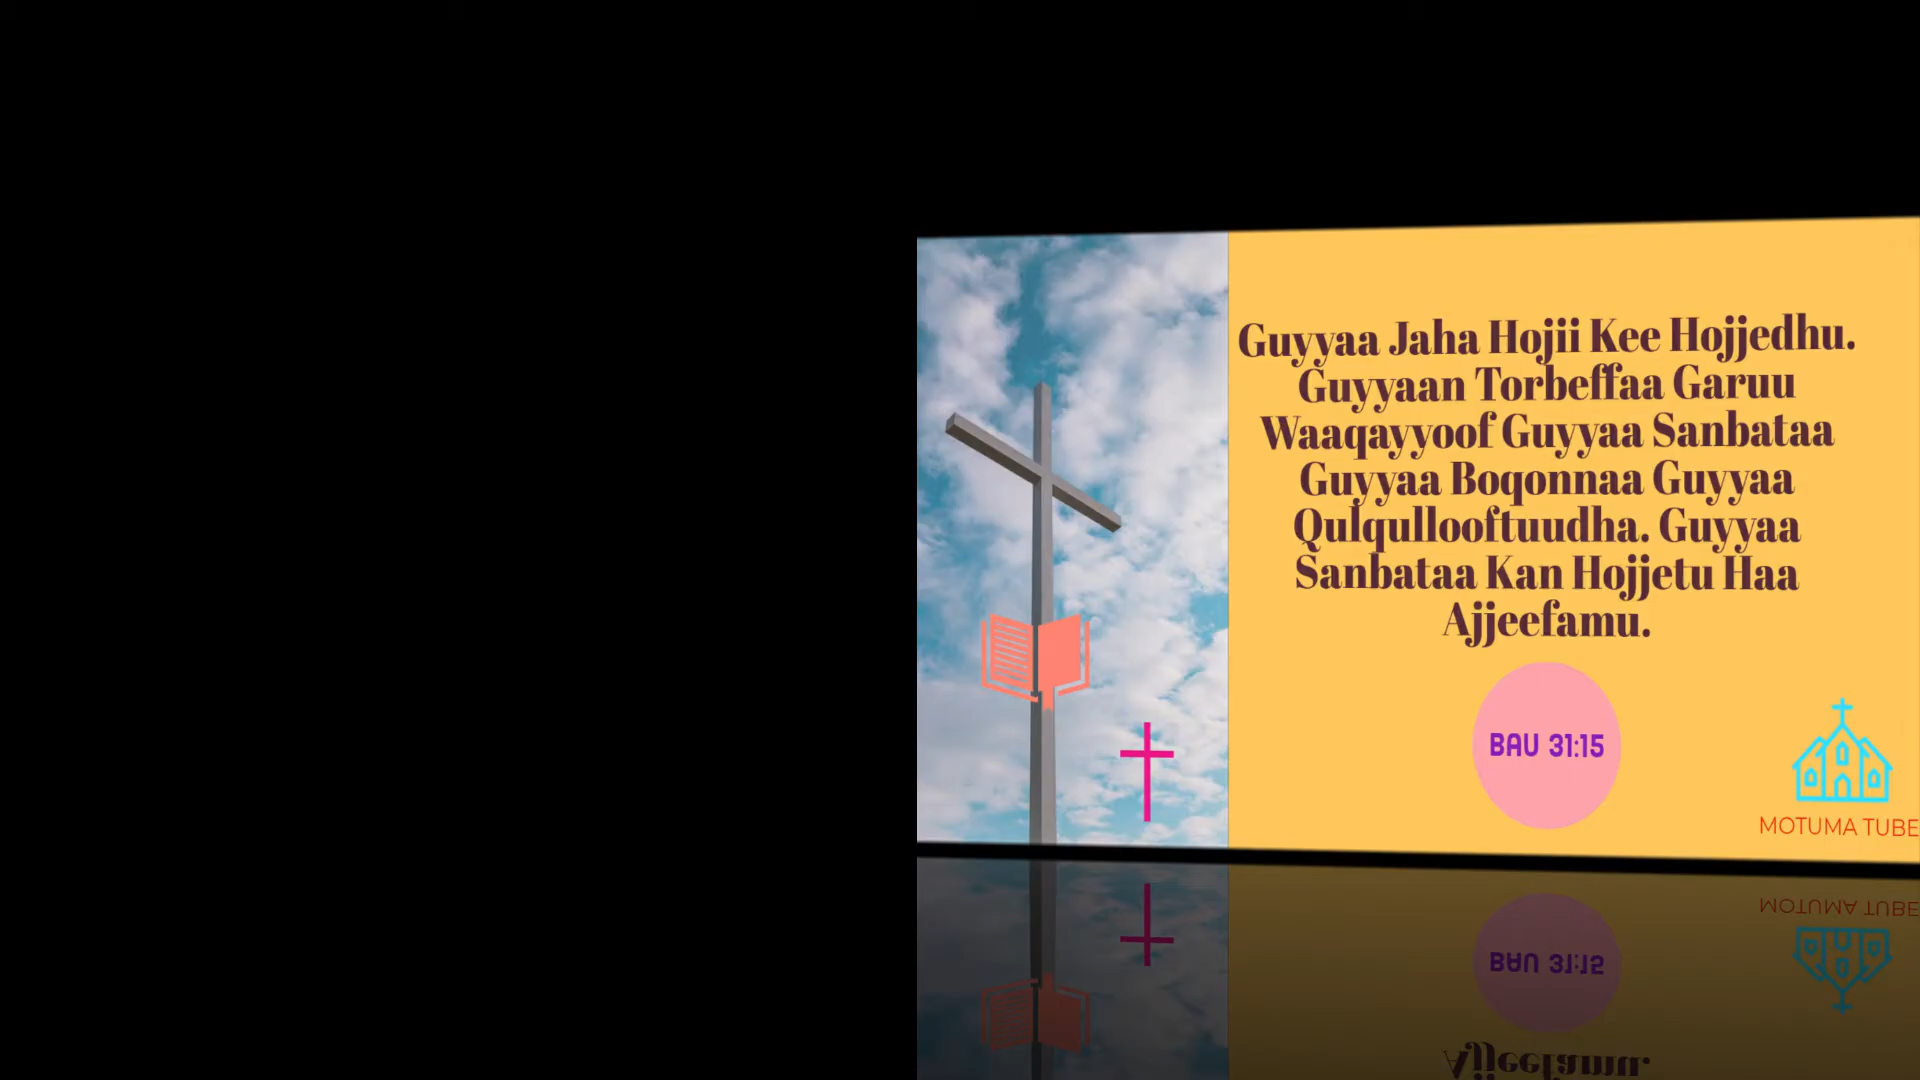 Guyyaa Jaha Hojii Kee Hojjedhu.
Guyyaan Torbeffaa Garuu
Waaqayyoof Guyyaa Sanbataa
Guyyaa Boqonnaa Guyyaa
Qulqullooftuudha. Guyyaa
Sanbataa Kan Hojjetu Haa
Ajjeefamu.
BAU 31:15
MOTUMA TUBE